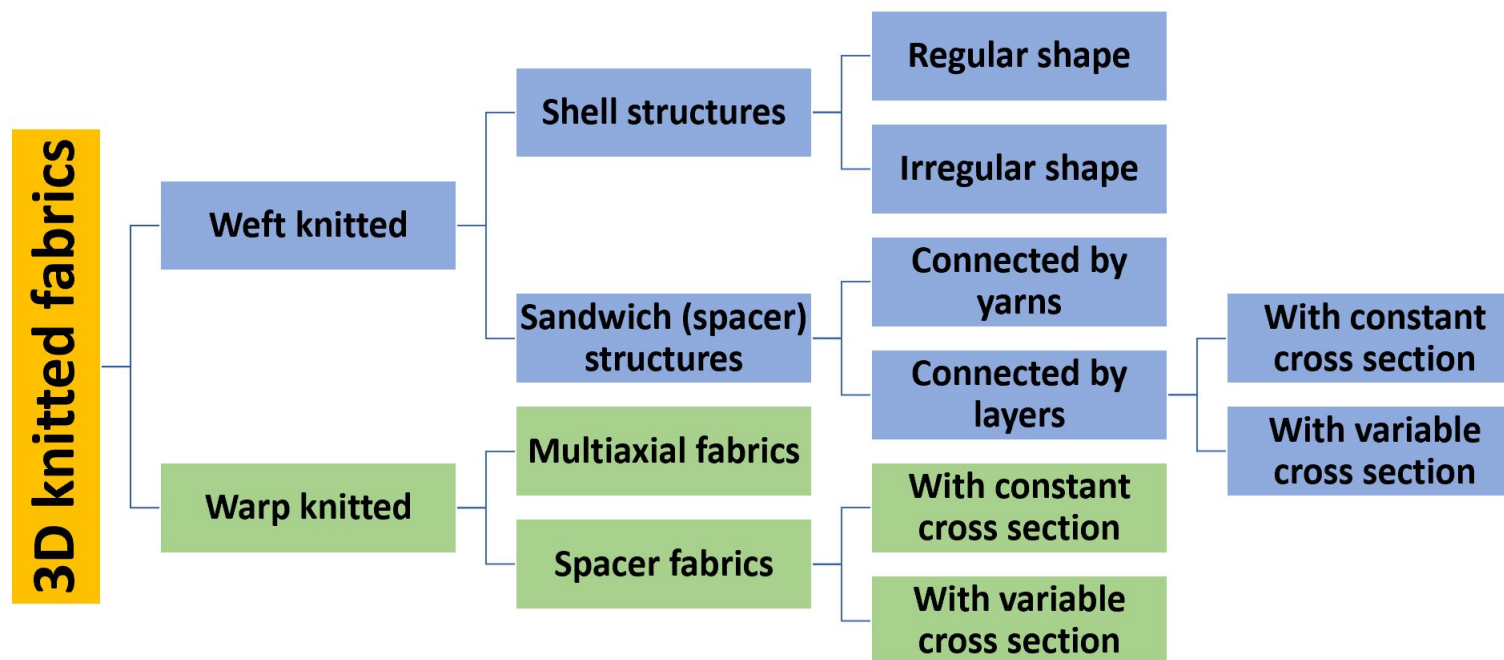 3D knitted fabrics
Weft knitted
Shell structures
Regular shape
Irregular shape
Sandwich (spacer)
structures
Connected by
yarns
Connected by
layers
With constant
cross section
With variable
cross section
Warp knitted
Multiaxial fabrics
Spacer fabrics
With constant
cross section
With variable
cross section